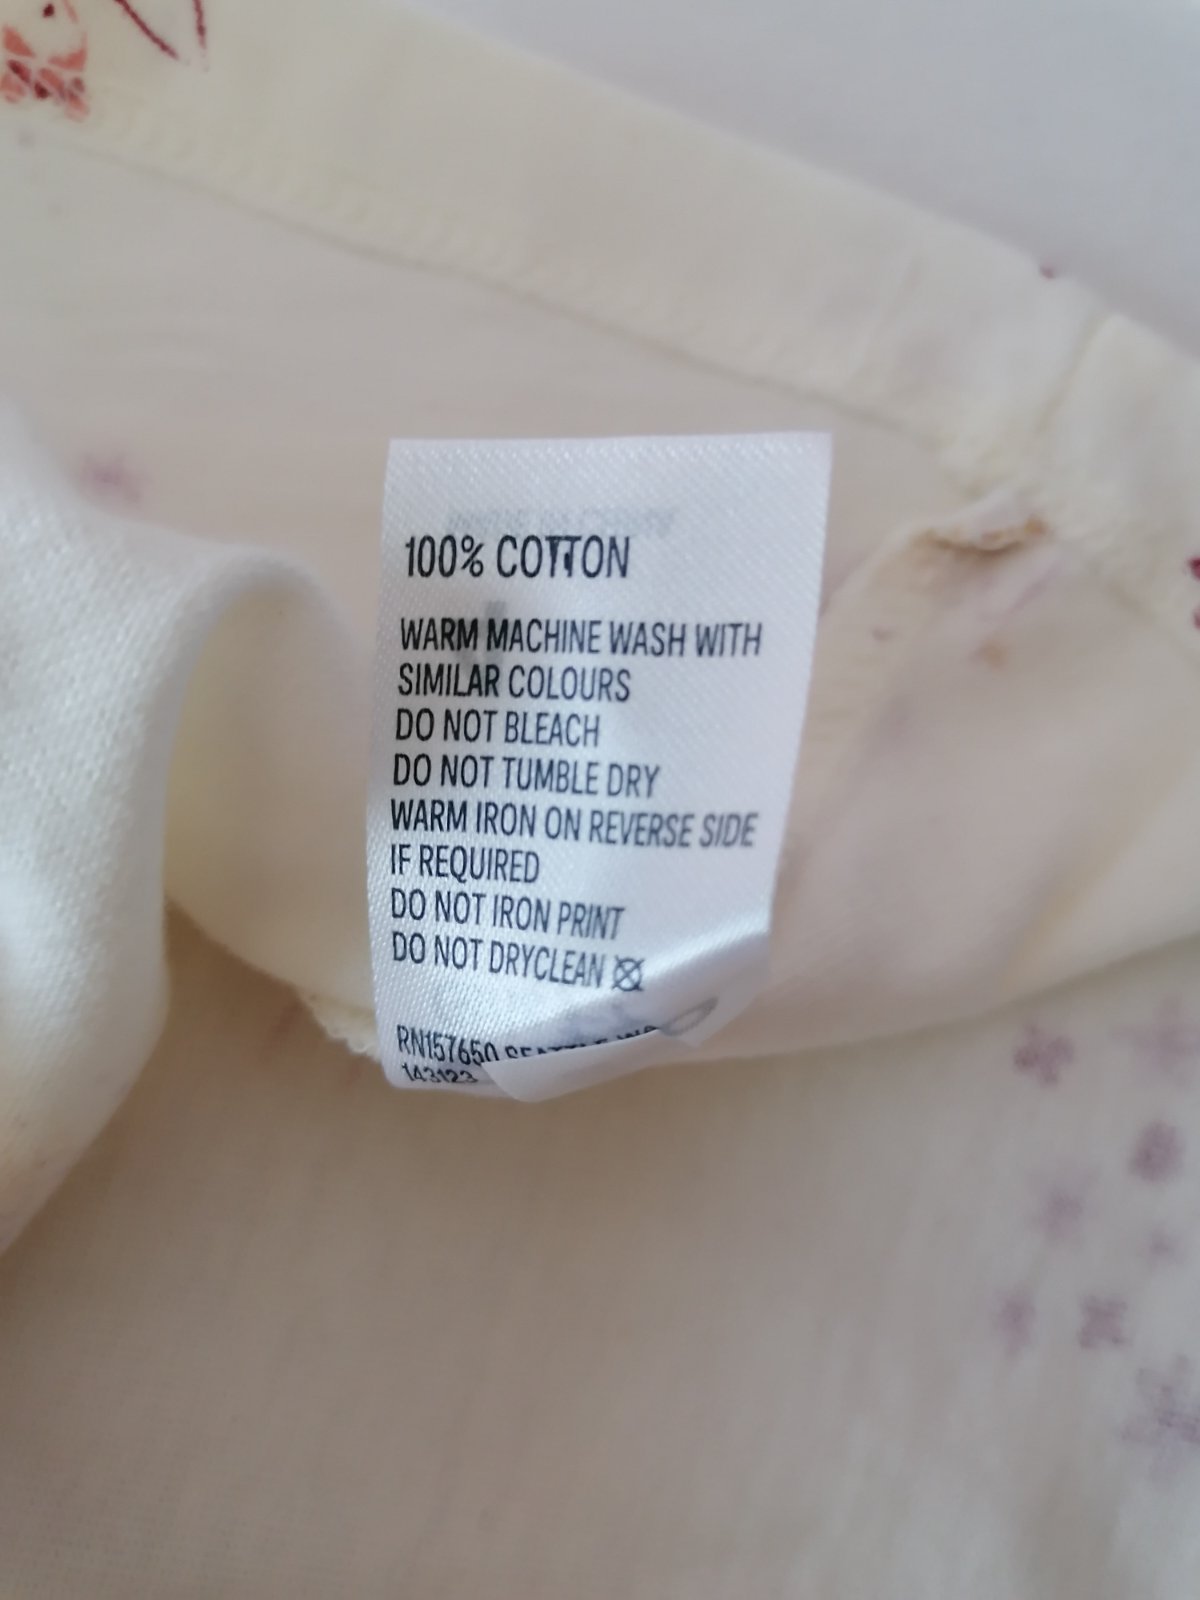 100% COTTON
WARM MACHINE WASH WITH
SIMILAR COLOURS
DO NOT BLEACH
DO NOT TUMBLE DRY
WARM IRON ON REVERSE SIDE
IF REQUIRED
DO NOT IRON PRINT
DO NOT DRYCLEAN
RN157650
143123